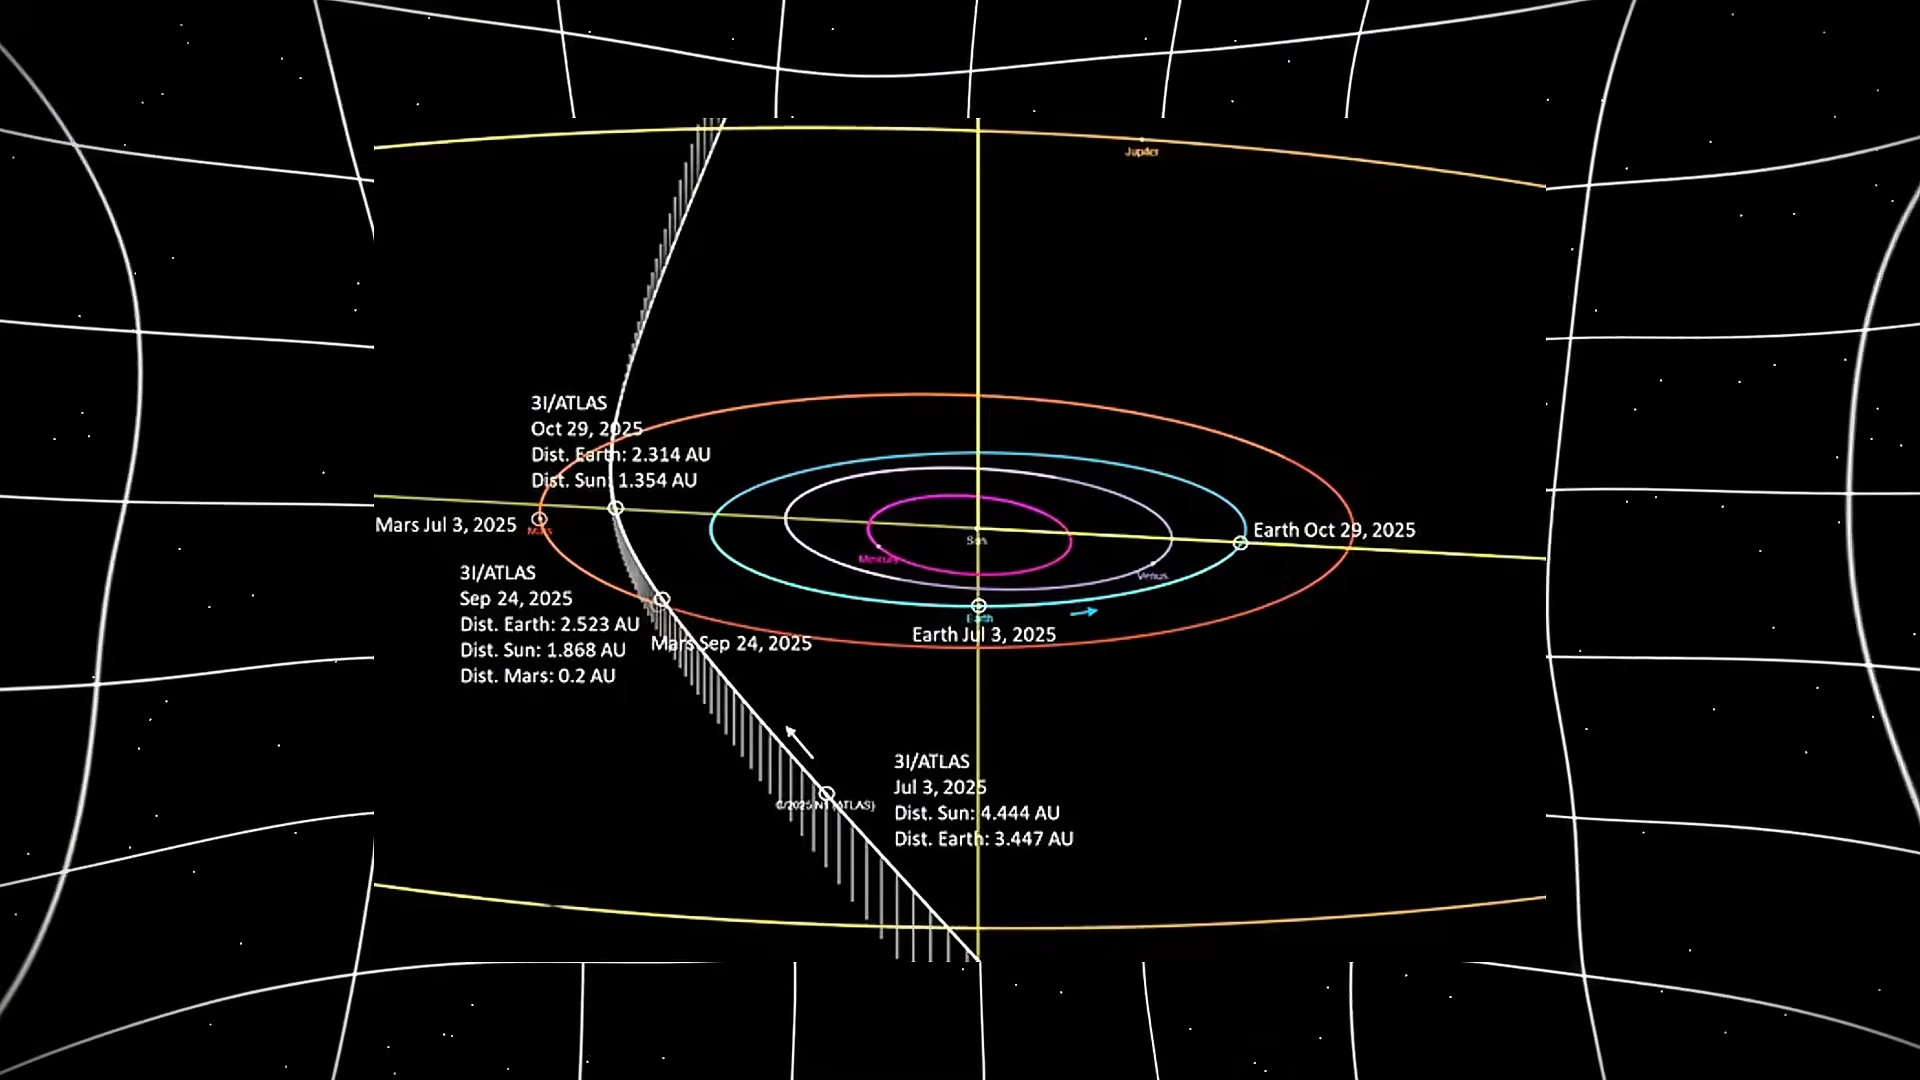 Jupiter
3I/ATLAS
Oct 29, 2025
Dist. Earth: 2.314 AU
Dist. Sun: 1.354 AU
Mars Jul 3, 2025
Mars
Earth Oct 29, 2025
Sun
Mercury
Venus
3I/ATLAS
Sep 24, 2025
Dist. Earth: 2.523 AU
Dist. Sun: 1.868 AU
Dist. Mars: 0.2 AU
Mars Sep 24, 2025
Earth
Earth Jul 3, 2025
3I/ATLAS
Jul 3, 2025
Dist. Sun: 4.444 AU
Dist. Earth: 3.447 AU
C/2025 N1 (ATLAS)